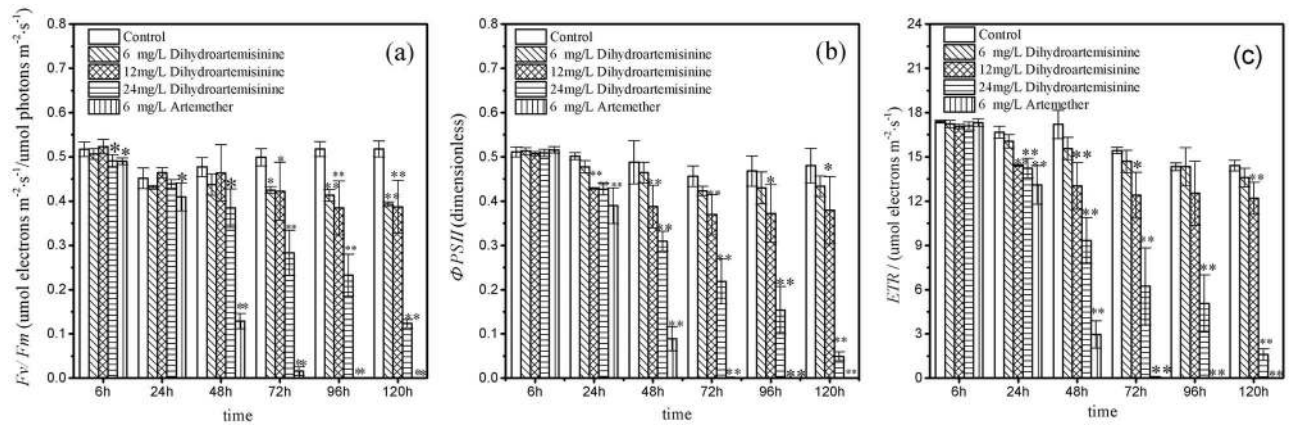 Fv/ Fm (umol electrons m⁻²·s⁻¹/umol photons m⁻²·s⁻¹)
0.8
0.7
0.6
0.5
0.4
0.3
0.2
0.1
0.0
Control
6 mg/L Dihydroartemisinine
12mg/L Dihydroartemisinine
24mg/L Dihydroartemisinine
6 mg/L Artemether
(a)
* * * * ** * * ** ** ** ** ** ** ** ** ** **
6h 24h 48h 72h 96h 120h
time
ΦPSII (dimensionless)
0.8
0.7
0.6
0.5
0.4
0.3
0.2
0.1
0.0
Control
6 mg/L Dihydroartemisinine
12mg/L Dihydroartemisinine
24mg/L Dihydroartemisinine
6 mg/L Artemether
(b)
** ** ** ** ** ** ** ** * ** ** * ** **
6h 24h 48h 72h 96h 120h
time
ETR / (umol electrons m⁻²·s⁻¹)
24
21
18
15
12
9
6
3
0
Control
6 mg/L Dihydroartemisinine
12mg/L Dihydroartemisinine
24mg/L Dihydroartemisinine
6 mg/L Artemether
(c)
** ** ** ** ** ** * ** ** ** ** ** ** **
6h 24h 48h 72h 96h 120h
time